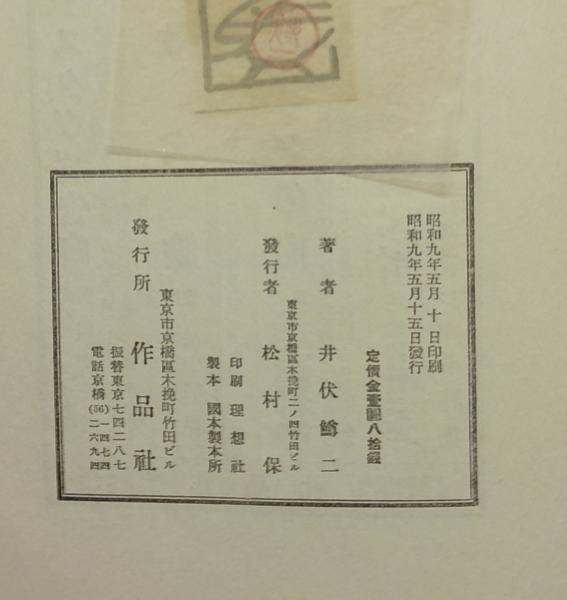 昭和九年五月 十 日印刷
昭和九年五月十五日發行
定價金壹圓八拾錢
著者 井伏鱒二
東京市京橋區木挽町二ノ四竹田ビル
發行者 松村保
印刷 理想社
製本 國本製本所
東京市京橋區木挽町竹田ビル
發行所 作品社
振替東京七四二八七
電話京橋(56)一四七四
二六九四